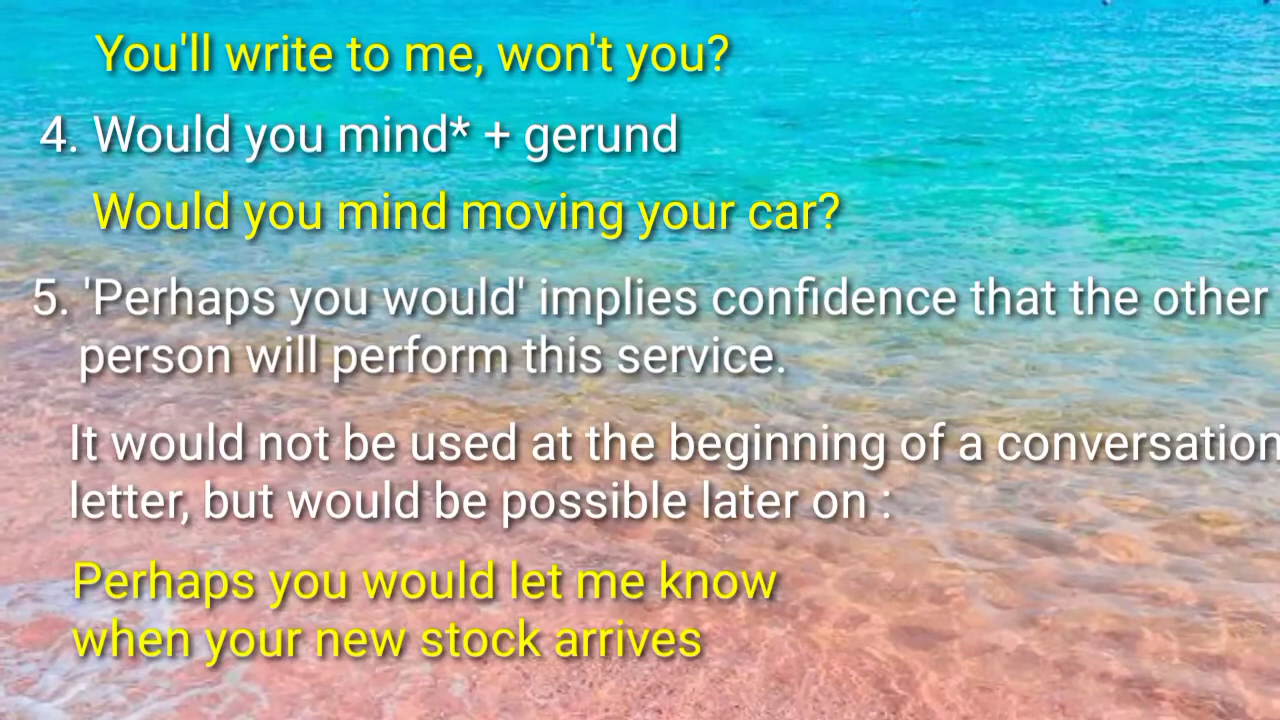 You'll write to me, won't you?
4. Would you mind* + gerund
Would you mind moving your car?
5. 'Perhaps you would' implies confidence that the other
person will perform this service.
It would not be used at the beginning of a conversation
letter, but would be possible later on :
Perhaps you would let me know
when your new stock arrives